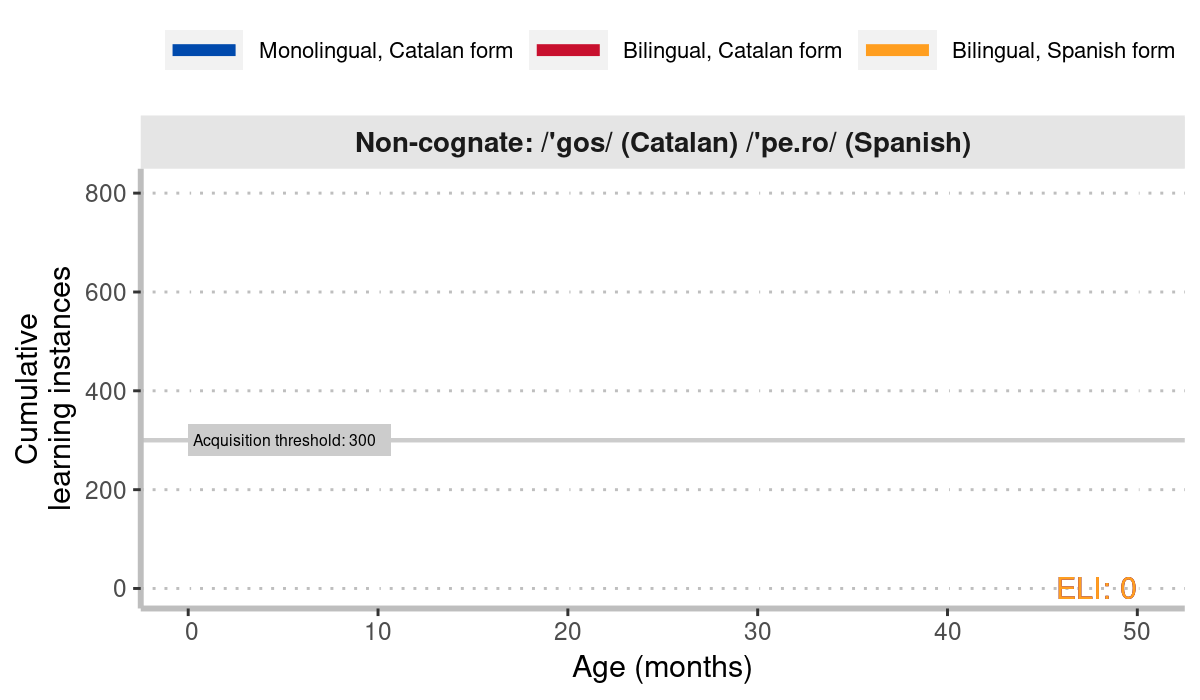 Monolingual, Catalan form
Bilingual, Catalan form
Bilingual, Spanish form
Non-cognate: /'gos/ (Catalan) /'pe.ro/ (Spanish)
Cumulative
learning instances
800
600
400
Acquisition threshold: 300
200
0
ELI: 0
0
10
20
30
40
50
Age (months)